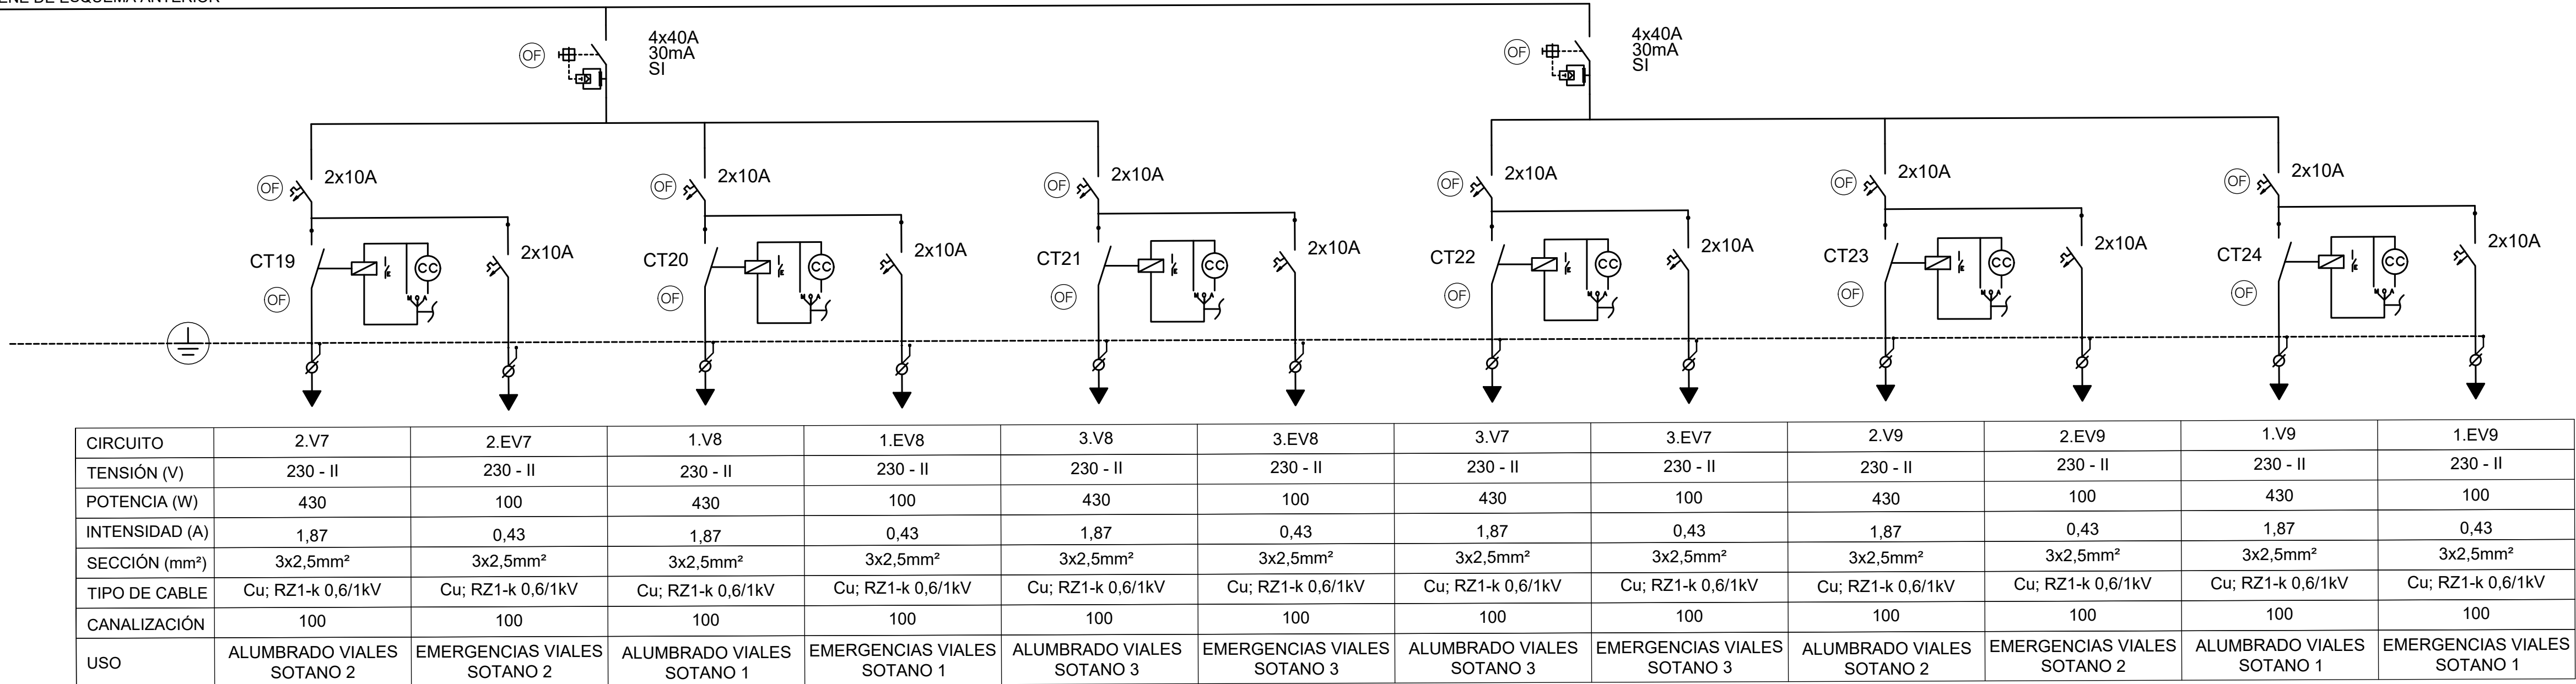 4x40A
30mA
SI
OF
4x40A
30mA
SI
OF
2x10A
OF
2x10A
OF
2x10A
OF
2x10A
OF
2x10A
OF
2x10A
OF
CT19
OF
CC
M O A
2x10A
CT20
OF
CC
M O A
2x10A
CT21
OF
CC
M O A
2x10A
CT22
OF
CC
M O A
2x10A
CT23
OF
CC
M O A
2x10A
CT24
OF
CC
M O A
2x10A
CIRCUITO 2.V7 2.EV7 1.V8 1.EV8 3.V8 3.EV8 3.V7 3.EV7 2.V9 2.EV9 1.V9 1.EV9
TENSIÓN (V) 230 - II 230 - II 230 - II 230 - II 230 - II 230 - II 230 - II 230 - II 230 - II 230 - II 230 - II 230 - II
POTENCIA (W) 430 100 430 100 430 100 430 100 430 100 430 100
INTENSIDAD (A) 1,87 0,43 1,87 0,43 1,87 0,43 1,87 0,43 1,87 0,43 1,87 0,43
SECCIÓN (mm²) 3x2,5mm² 3x2,5mm² 3x2,5mm² 3x2,5mm² 3x2,5mm² 3x2,5mm² 3x2,5mm² 3x2,5mm² 3x2,5mm² 3x2,5mm² 3x2,5mm² 3x2,5mm²
TIPO DE CABLE Cu; RZ1-k 0,6/1kV Cu; RZ1-k 0,6/1kV Cu; RZ1-k 0,6/1kV Cu; RZ1-k 0,6/1kV Cu; RZ1-k 0,6/1kV Cu; RZ1-k 0,6/1kV Cu; RZ1-k 0,6/1kV Cu; RZ1-k 0,6/1kV Cu; RZ1-k 0,6/1kV Cu; RZ1-k 0,6/1kV Cu; RZ1-k 0,6/1kV Cu; RZ1-k 0,6/1kV
CANALIZACIÓN 100 100 100 100 100 100 100 100 100 100 100 100
USO
ALUMBRADO VIALES
SOTANO 2
EMERGENCIAS VIALES
SOTANO 2
ALUMBRADO VIALES
SOTANO 1
EMERGENCIAS VIALES
SOTANO 1
ALUMBRADO VIALES
SOTANO 3
EMERGENCIAS VIALES
SOTANO 3
ALUMBRADO VIALES
SOTANO 3
EMERGENCIAS VIALES
SOTANO 3
ALUMBRADO VIALES
SOTANO 2
EMERGENCIAS VIALES
SOTANO 2
ALUMBRADO VIALES
SOTANO 1
EMERGENCIAS VIALES
SOTANO 1